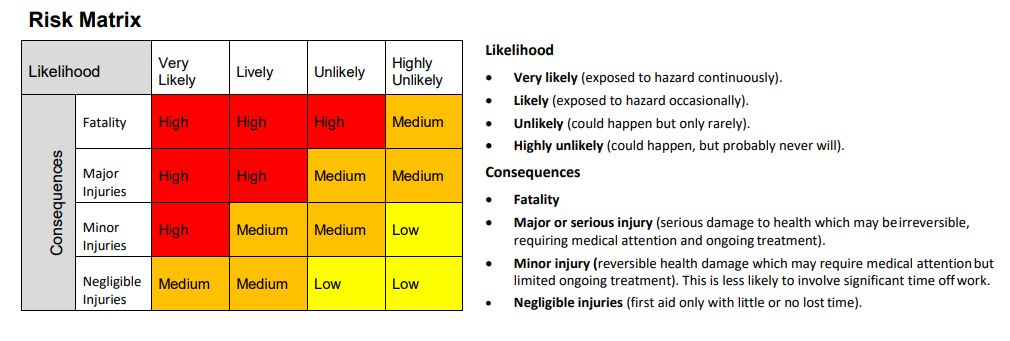 Risk Matrix
Likelihood
Very
Likely
Lively
Unlikely
Highly
Unlikely
Consequences
Fatality
High
High
High
Medium
Major
Injuries
High
High
Medium
Medium
Minor
Injuries
High
Medium
Medium
Low
Negligible
Injuries
Medium
Medium
Low
Low
Likelihood
• Very likely (exposed to hazard continuously).
• Likely (exposed to hazard occasionally).
• Unlikely (could happen but only rarely).
• Highly unlikely (could happen, but probably never will).
Consequences
• Fatality
• Major or serious injury (serious damage to health which may be irreversible,
requiring medical attention and ongoing treatment).
• Minor injury (reversible health damage which may require medical attention but
limited ongoing treatment). This is less likely to involve significant time off work.
• Negligible injuries (first aid only with little or no lost time).